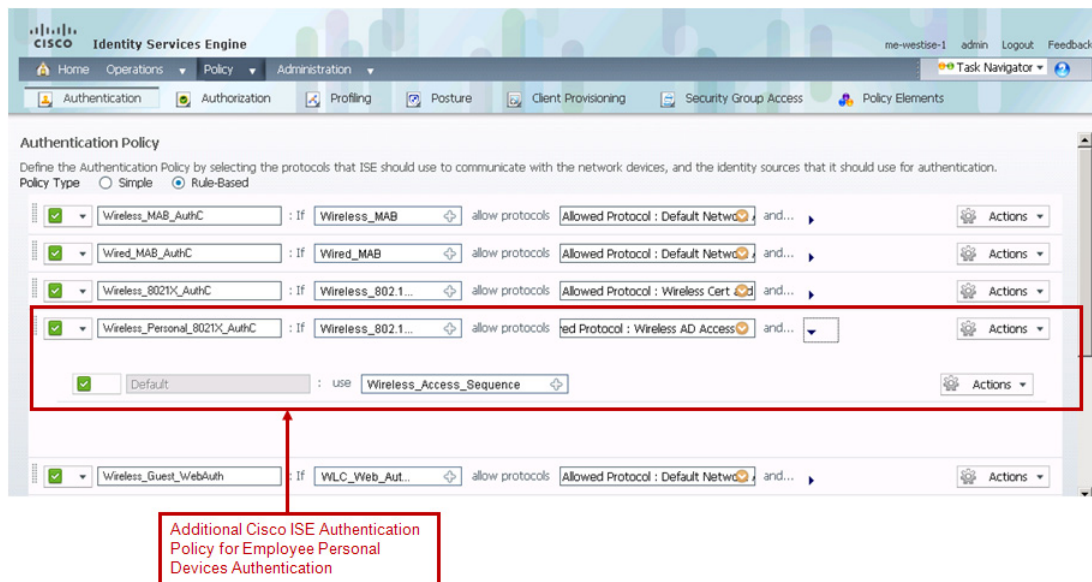 CISCO Identity Services Engine
me-westise-1 admin Logout Feedback
Home Operations Policy Administration
Task Navigator
Authentication Authorization Profiling Posture Client Provisioning Security Group Access Policy Elements
Authentication Policy
Define the Authentication Policy by selecting the protocols that ISE should use to communicate with the network devices, and the identity sources that it should use for authentication.
Policy Type Simple Rule-Based
Wireless_MAB_AuthC : If Wireless_MAB allow protocols Allowed Protocol : Default Netwo and...  Actions
Wired_MAB_AuthC : If Wired_MAB allow protocols Allowed Protocol : Default Netwo and... Actions
Wireless_8021X_AuthC : If Wireless_802.1... allow protocols Allowed Protocol : Wireless Cert and... Actions
Wireless_Personal_8021X_AuthC : If Wireless_802.1... allow protocols ed Protocol : Wireless AD Access and... Actions
Default : use Wireless_Access_Sequence Actions
Wireless_Guest_WebAuth : If WLC_Web_Aut... allow protocols Allowed Protocol : Default Netwo and... Actions
Additional Cisco ISE Authentication
Policy for Employee Personal
Devices Authentication